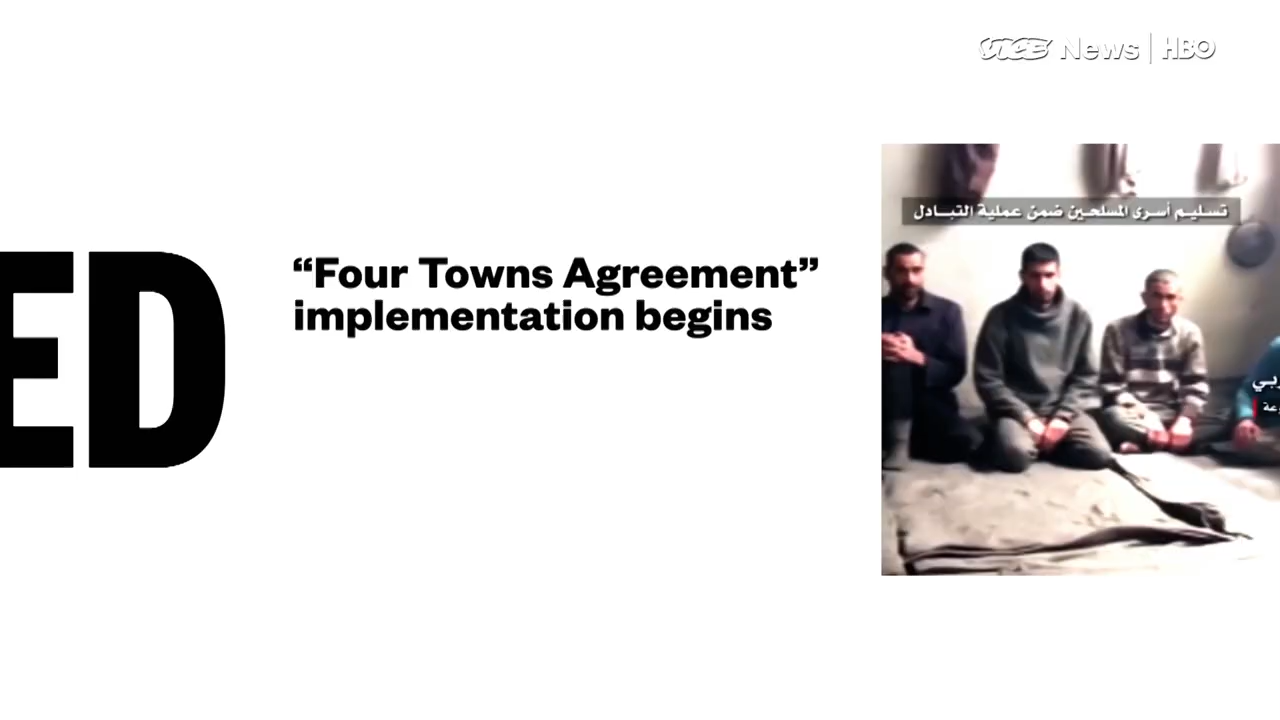 VICE News | HBO
ED
“Four Towns Agreement”
implementation begins
تسليم أسرى المسلحين ضمن عملية التبادل